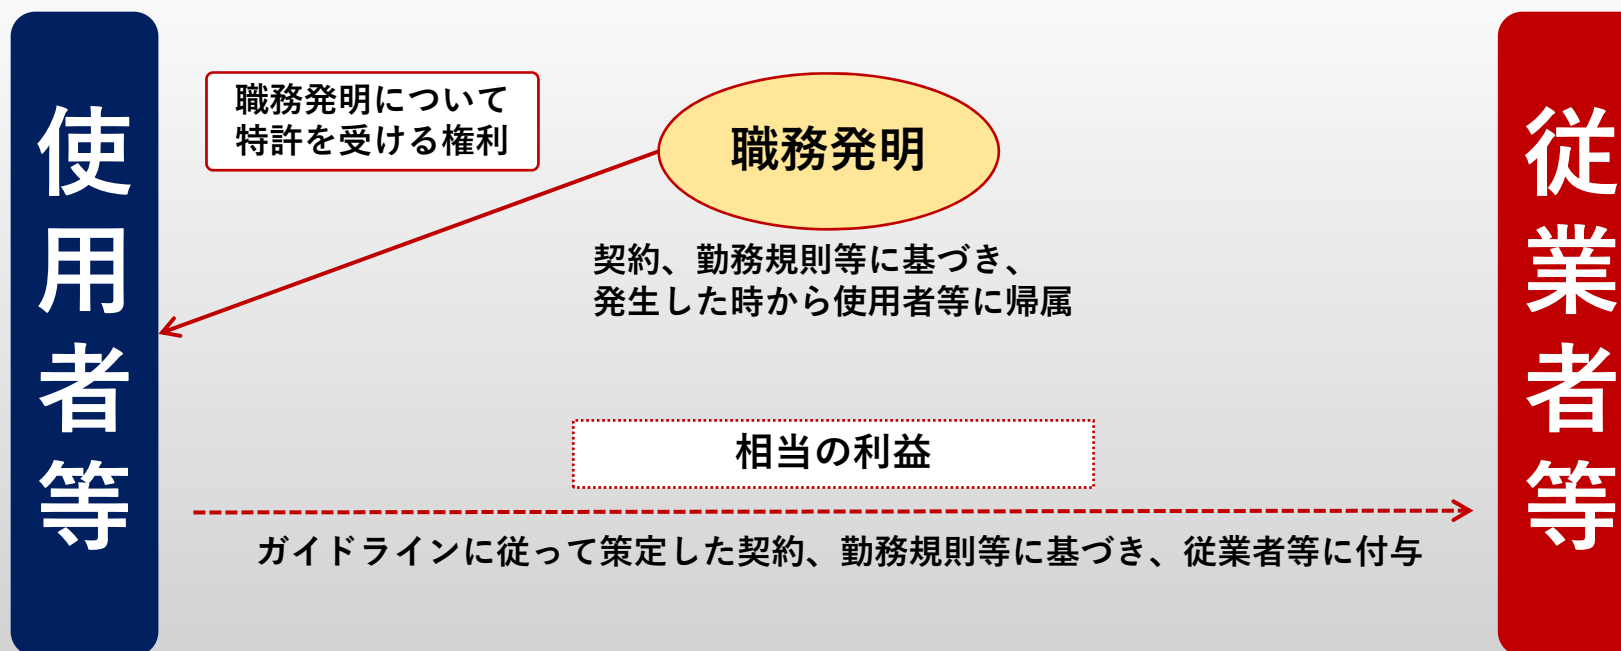 使用者等
職務発明について
特許を受ける権利
職務発明
契約、勤務規則等に基づき、
発生した時から使用者等に帰属
相当の利益
ガイドラインに従って策定した契約、勤務規則等に基づき、従業者等に付与
従業者等